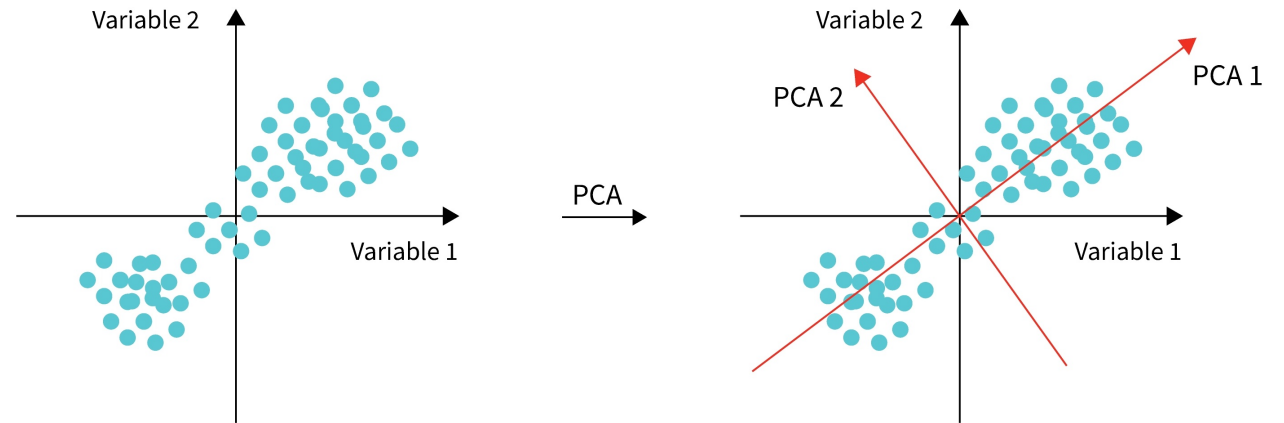 Variable 2
Variable 1
PCA
Variable 2
PCA 1
PCA 2
Variable 1